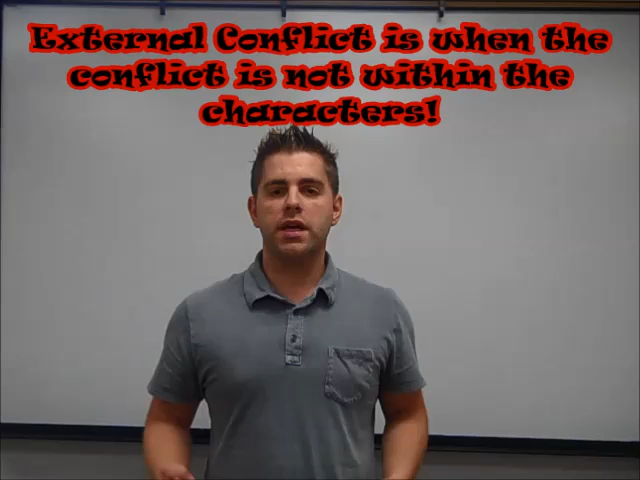 External Conflict is when the
conflict is not within the
characters!